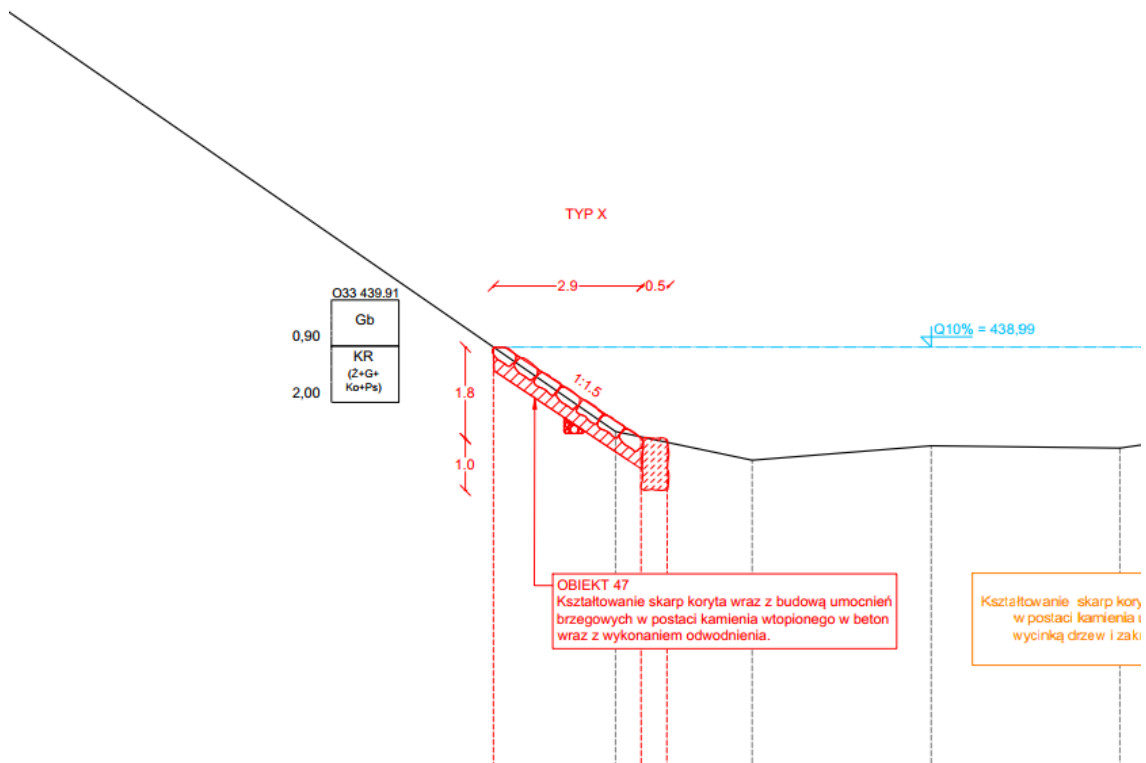 TYP X
2.9
0.5
O33 439.91
Gb
0,90
KR
(Ż+G+
Ko+Ps)
2,00
Q10% = 438,99
1:1.5
1.8
1.0
OBIEKT 47
Kształtowanie skarp koryta wraz z budową umocnień
brzegowych w postaci kamienia wtopionego w beton
wraz z wykonaniem odwodnienia.
Kształtowanie skarp kory
w postaci kamienia u
wycinką drzew i zak